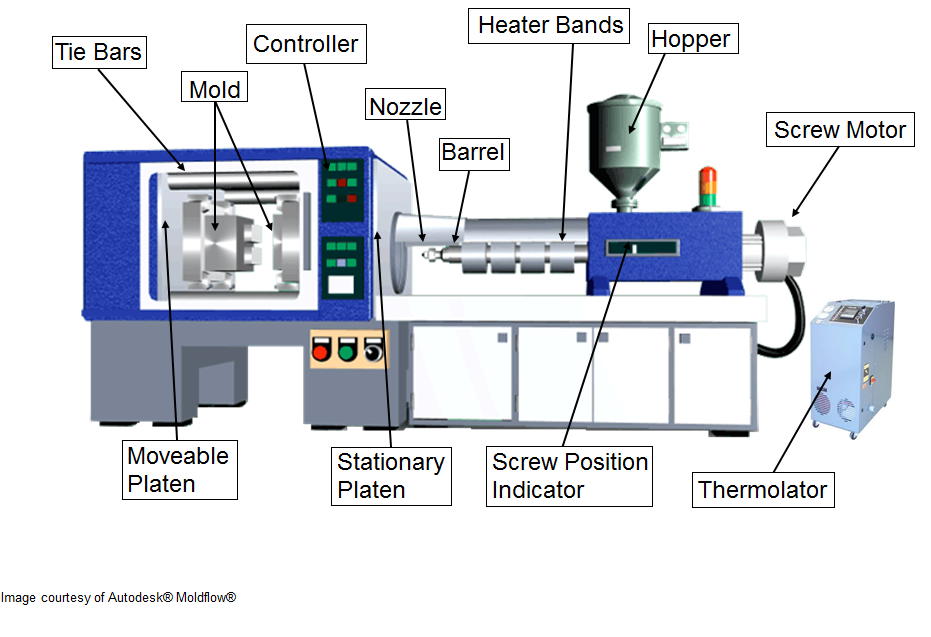 Tie Bars
Controller
Heater Bands
Hopper
Mold
Nozzle
Barrel
Screw Motor
Moveable
Platen
Stationary
Platen
Screw Position
Indicator
Thermolator
Image courtesy of Autodesk® Moldflow®